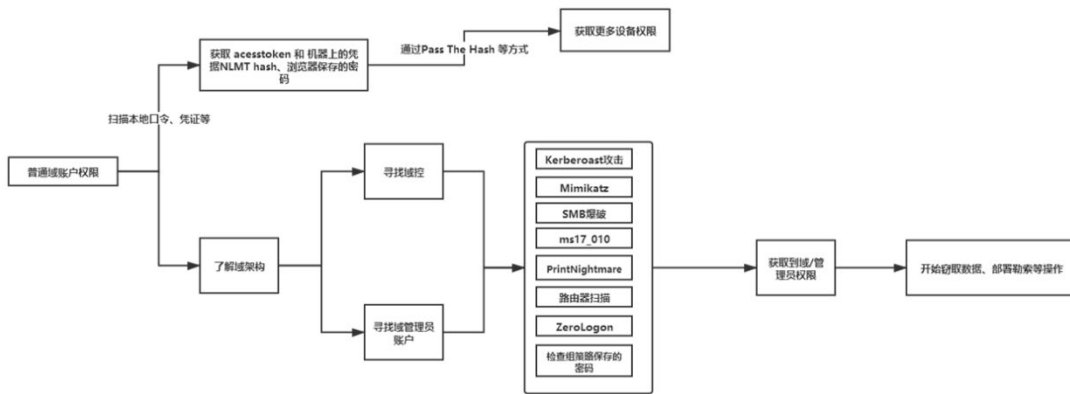 获取更多设备权限
通过Pass The Hash 等方式
获取 acesstoken 和 机器上的凭
据NLMT hash、浏览器保存的密
码
扫描本地口令、凭证等
普通域账户权限
了解域架构
寻找域控
寻找域管理员
账户
Kerberoast攻击
Mimikatz
SMB爆破
ms17_010
PrintNightmare
路由器扫描
ZeroLogon
检查组策略保存的
密码
获取到域/管
理员权限
开始窃取数据、部署勒索等操作